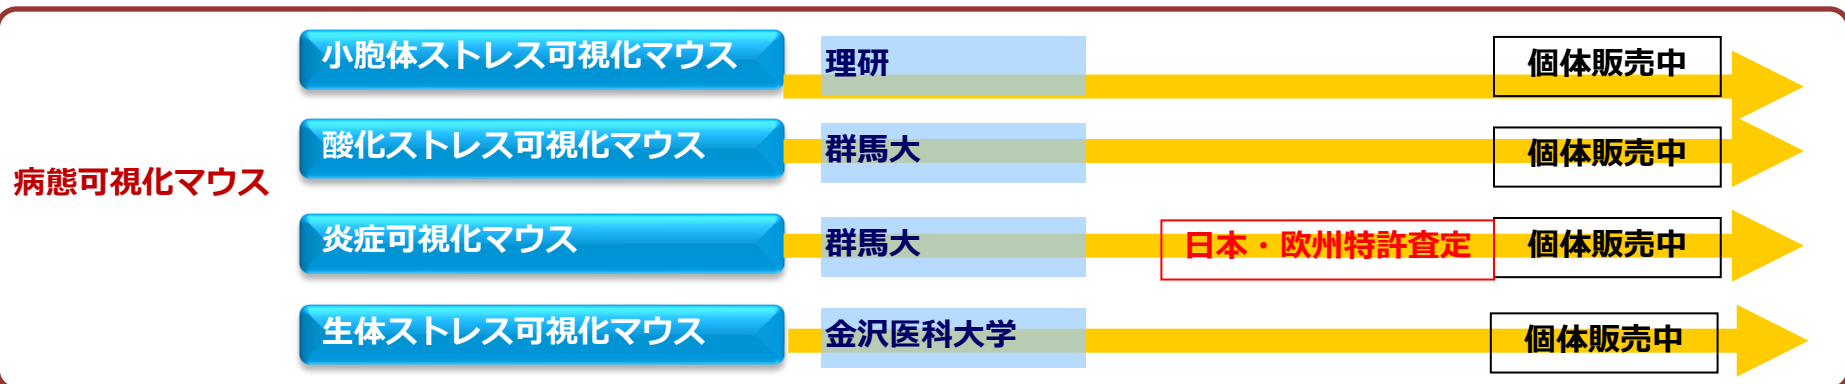 小胞体ストレス可視化マウス 理研 個体販売中
酸化ストレス可視化マウス 群馬大 個体販売中
病態可視化マウス
炎症可視化マウス 群馬大 日本・欧州特許査定 個体販売中
生体ストレス可視化マウス 金沢医科大学 個体販売中